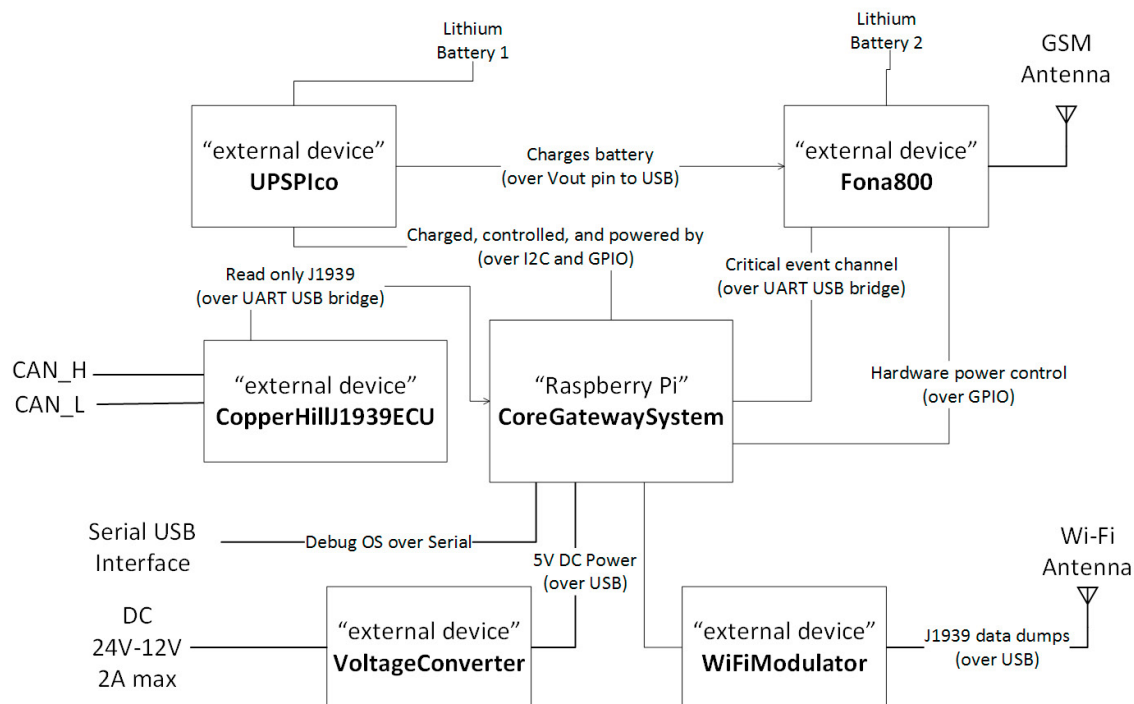 Lithium
Battery 1
Lithium
Battery 2
GSM
Antenna
“external device”
UPSPIco
Charges battery
(over Vout pin to USB)
“external device”
Fona800
Charged, controlled, and powered by
(over I2C and GPIO)
Read only J1939
(over UART USB bridge)
Critical event channel
(over UART USB bridge)
CAN_H
CAN_L
“external device”
CopperHillJ1939ECU
“Raspberry Pi”
CoreGatewaySystem
Hardware power control
(over GPIO)
Serial USB
Interface
Debug OS over Serial
5V DC Power
(over USB)
Wi-Fi
Antenna
DC
24V-12V
2A max
“external device”
VoltageConverter
“external device”
WiFiModulator
J1939 data dumps
(over USB)